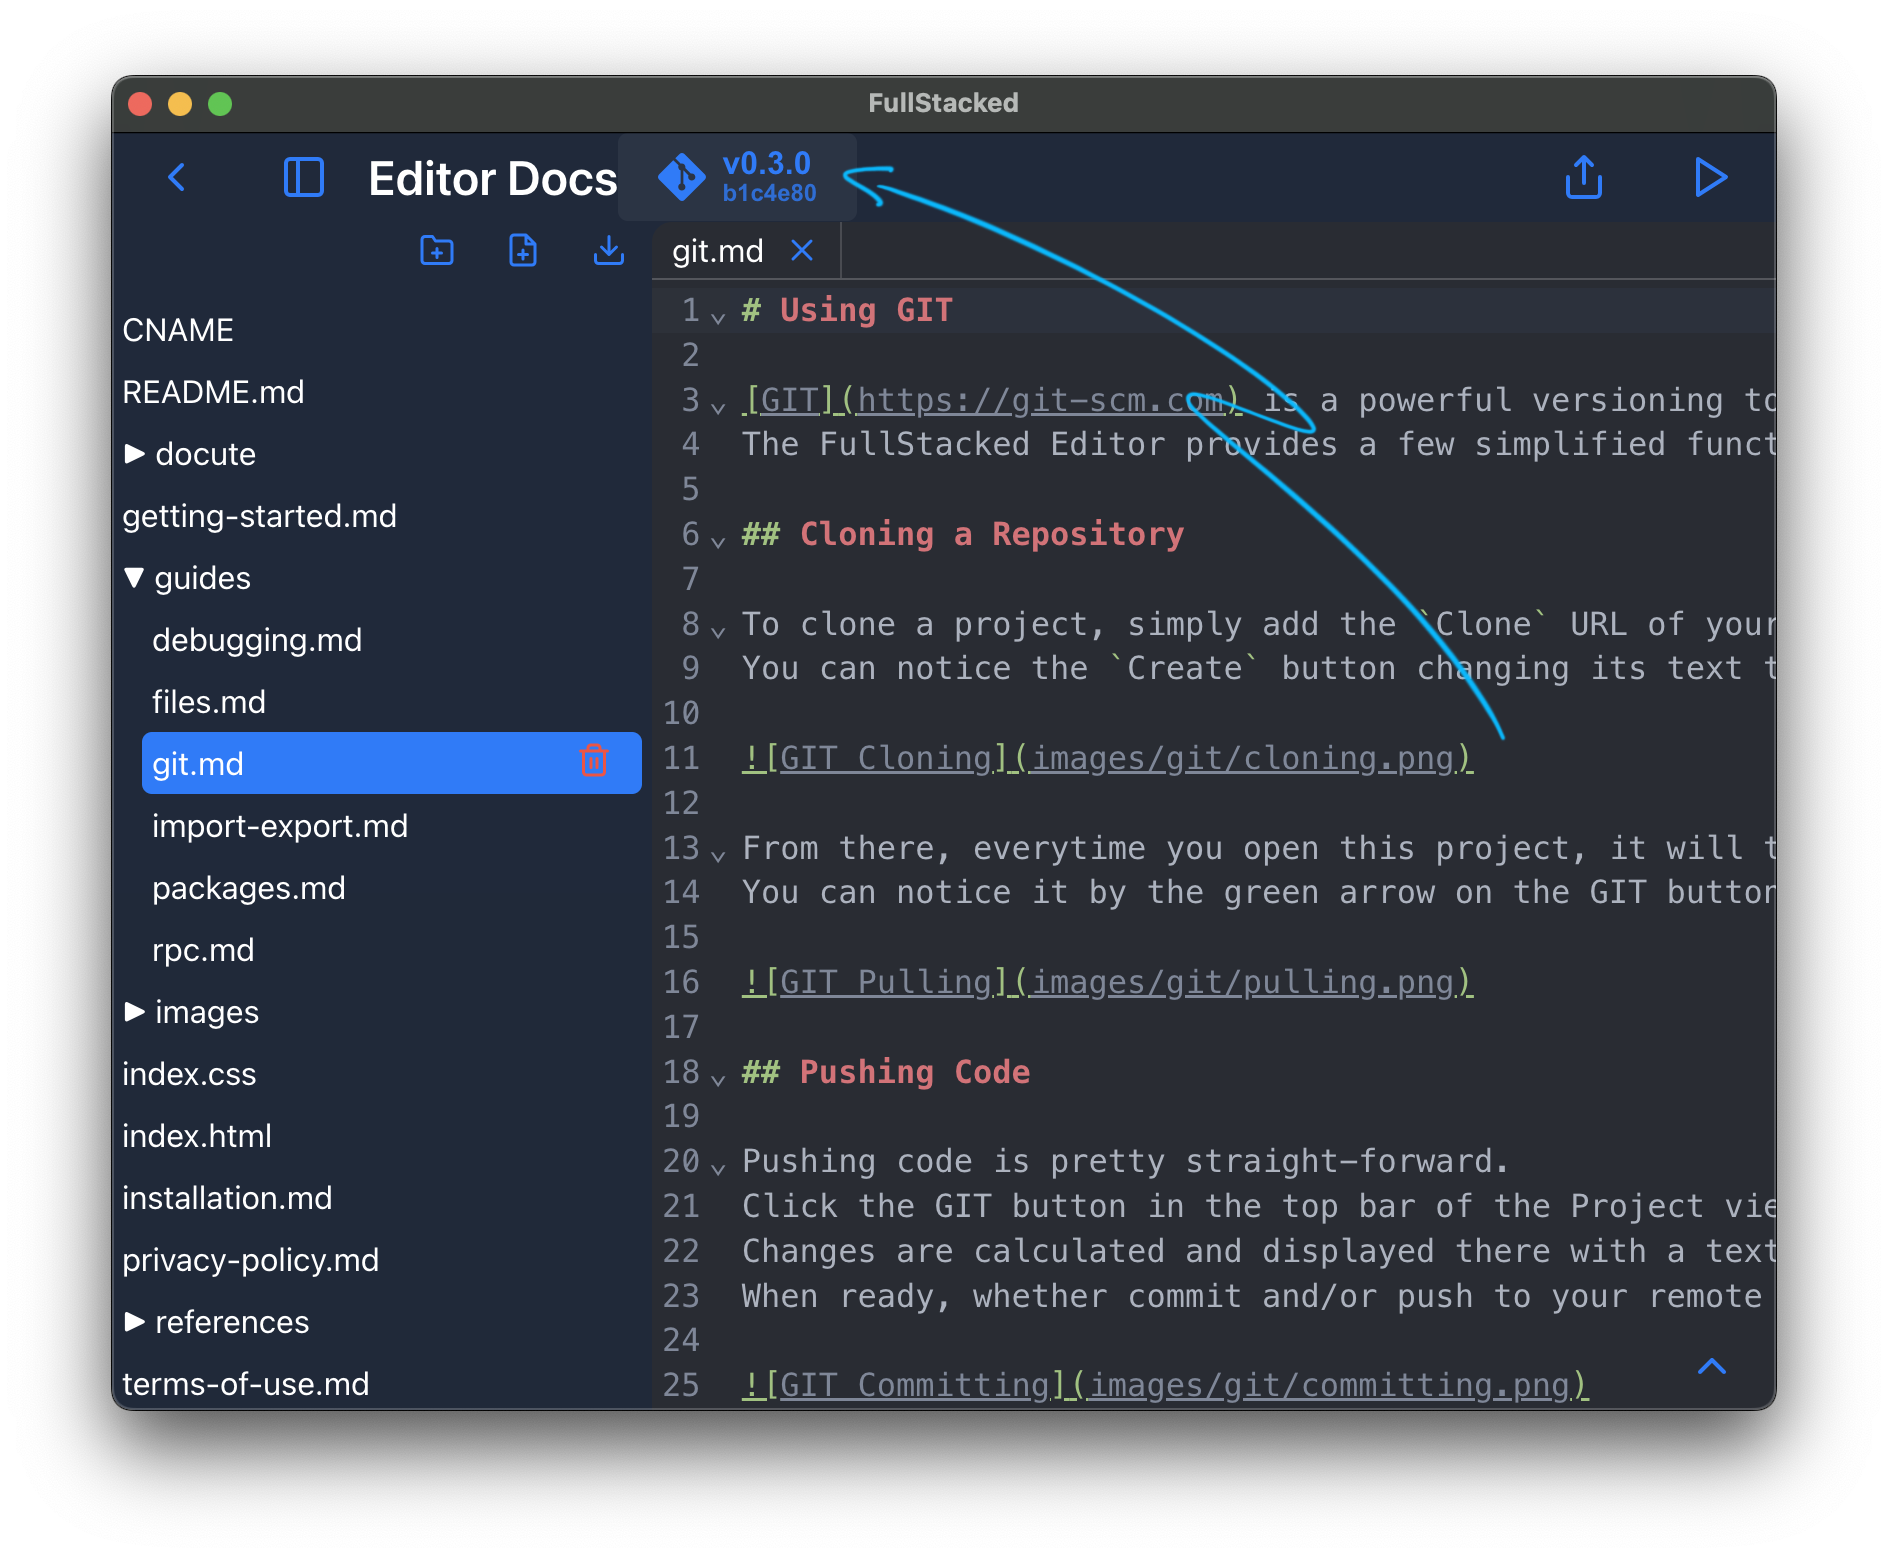 FullStacked
Editor Docs
v0.3.0
b1c4e80
CNAME
README.md
docute
getting-started.md
guides
debugging.md
files.md
git.md
import-export.md
packages.md
rpc.md
images
index.css
index.html
installation.md
privacy-policy.md
references
terms-of-use.md
git.md
1 # Using GIT
2
3 [GIT](https://git-scm.com) is a powerful versioning to
4 The FullStacked Editor provides a few simplified funct
5
6 ## Cloning a Repository
7
8 To clone a project, simply add the `Clone` URL of your
9 You can notice the `Create` button changing its text t
10
11 ![GIT Cloning](images/git/cloning.png)
12
13 From there, everytime you open this project, it will t
14 You can notice it by the green arrow on the GIT button
15
16 ![GIT Pulling](images/git/pulling.png)
17
18 ## Pushing Code
19
20 Pushing code is pretty straight-forward.
21 Click the GIT button in the top bar of the Project vie
22 Changes are calculated and displayed there with a text
23 When ready, whether commit and/or push to your remote
24
25 ![GIT Committing](images/git/committing.png)